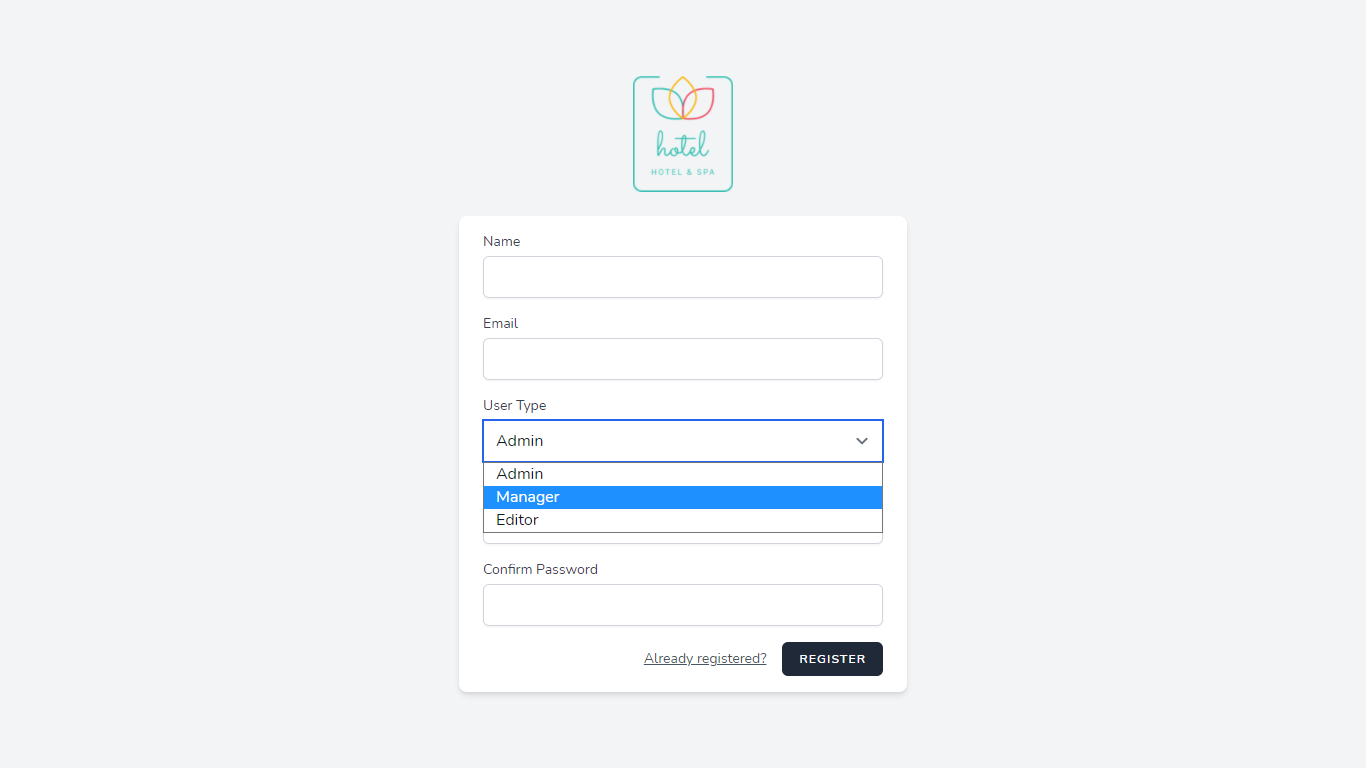 hotel
HOTEL & SPA
Name
Email
User Type
Admin
Admin
Manager
Editor
Confirm Password
Already registered? REGISTER